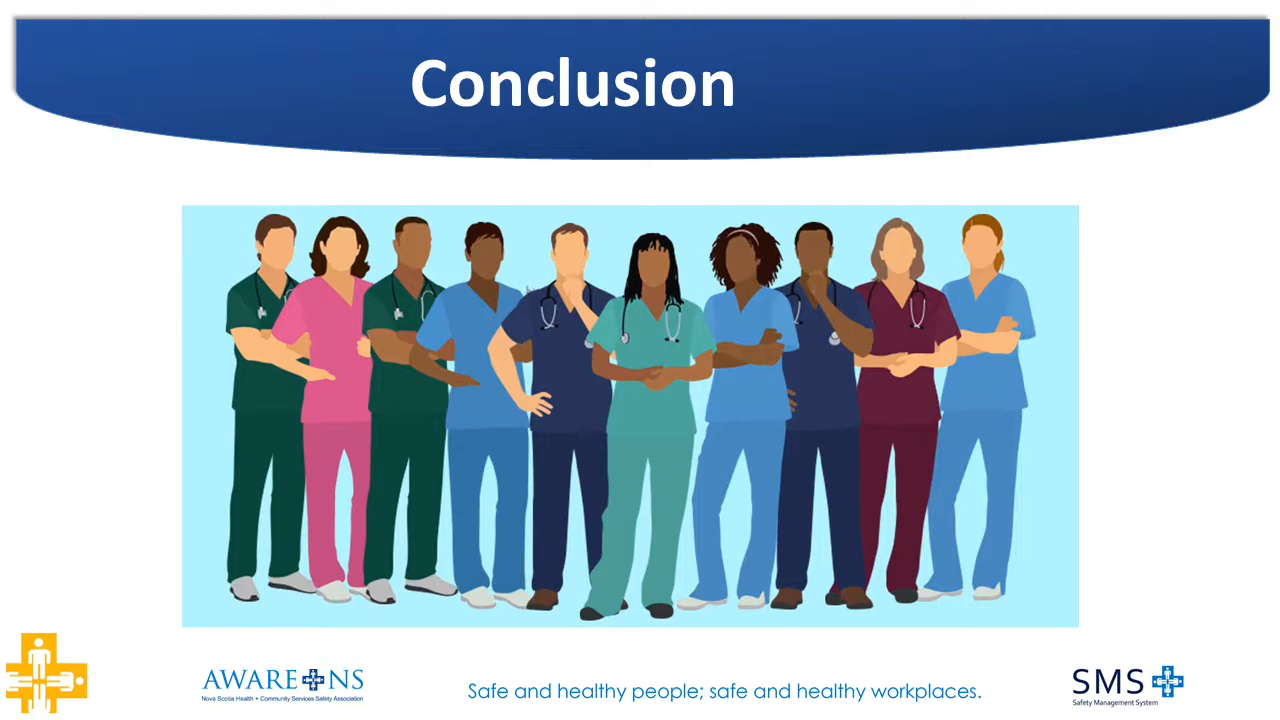 Conclusion
AWARE NS
Nova Scotia Health + Community Services Safety Association
Safe and healthy people; safe and healthy workplaces.
SMS
Safety Management System